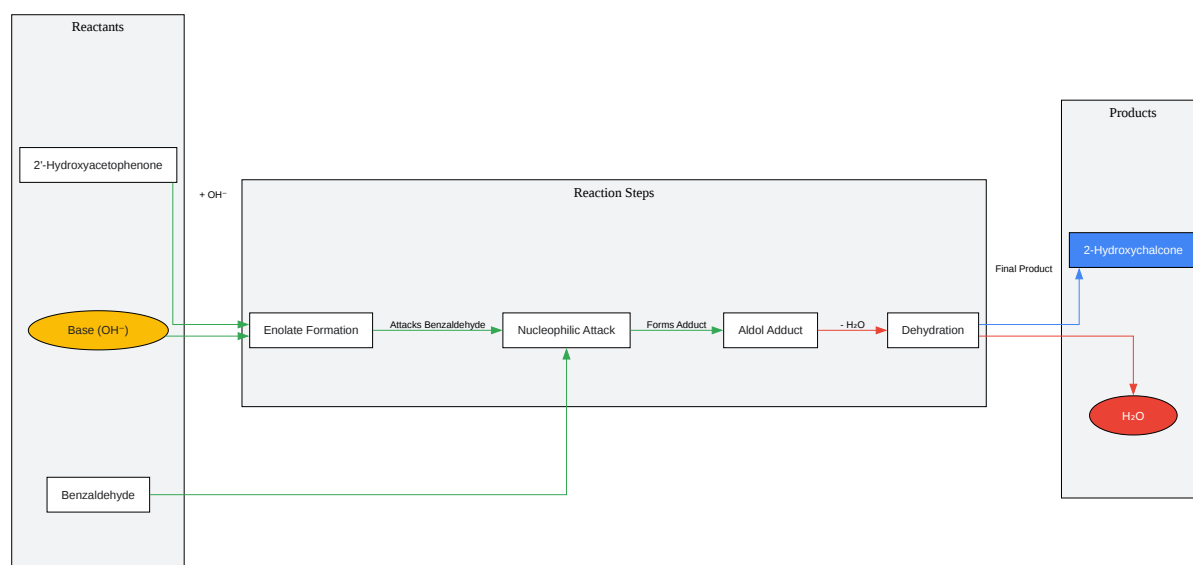 Reactants
2'-Hydroxyacetophenone
+ OH⁻
Base (OH⁻)
Benzaldehyde
Reaction Steps
Enolate Formation
Attacks Benzaldehyde
Nucleophilic Attack
Forms Adduct
Aldol Adduct
- H₂O
Dehydration
Final Product
Products
2-Hydroxychalcone
H₂O